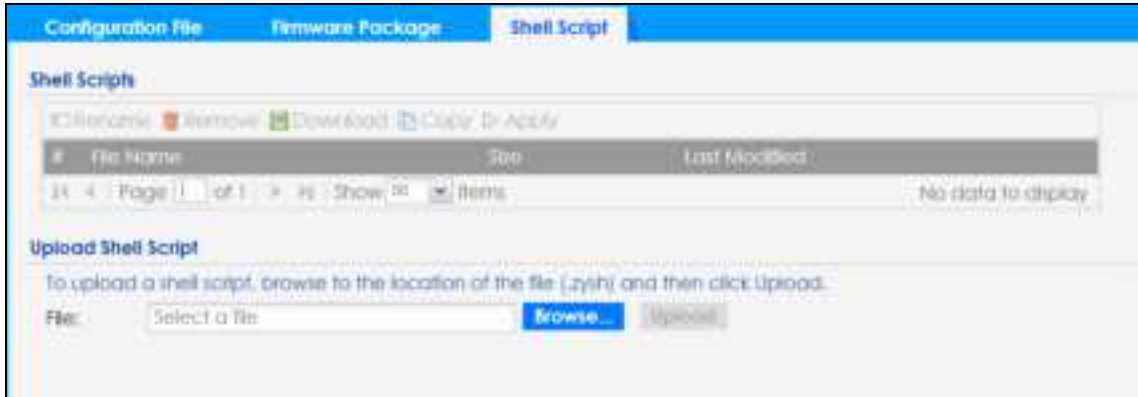 Configuration File Firmware Package Shell Script
Shell Scripts
Rename Remove Download Copy Apply
# File Name Size Last Modified
Page 1 of 1 Show 50 items No data to display
Upload Shell Script
To upload a shell script, browse to the location of the file (.zysh) and then click Upload.
File: Select a file Browse... Upload